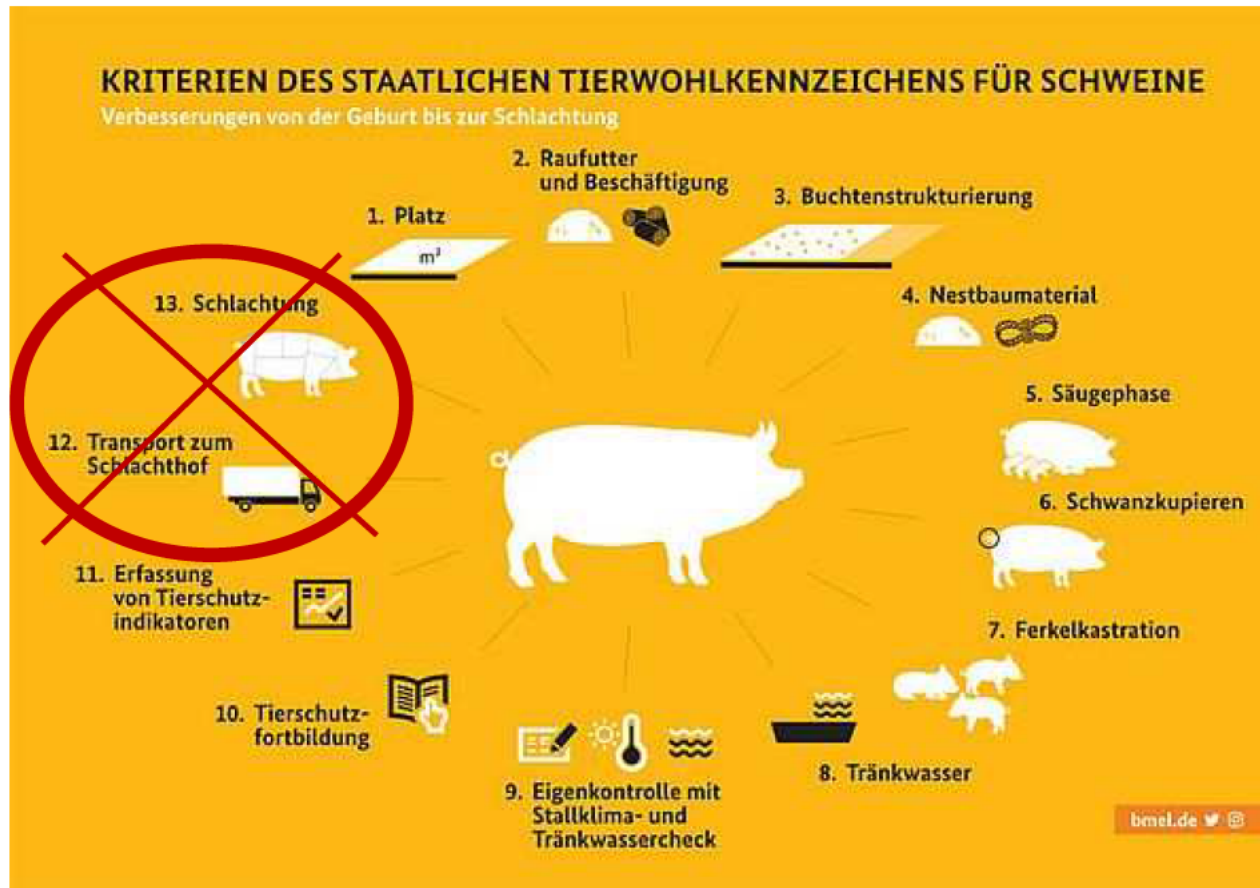 KRITERIEN DES STAATLICHEN TIERWOHLKENNZEICHENS FÜR SCHWEINE
Verbesserungen von der Geburt bis zur Schlachtung
1. Platz
m²
2. Raufutter
und Beschäftigung
3. Buchtenstrukturierung
4. Nestbaumaterial
5. Säugephase
6. Schwanzkupieren
7. Ferkelkastration
8. Tränkwasser
9. Eigenkontrolle mit
Stallklima- und
Tränkwassercheck
10. Tierschutz-
fortbildung
11. Erfassung
von Tierschutz-
indikatoren
12. Transport zum
Schlachthof
13. Schlachtung
bmel.de